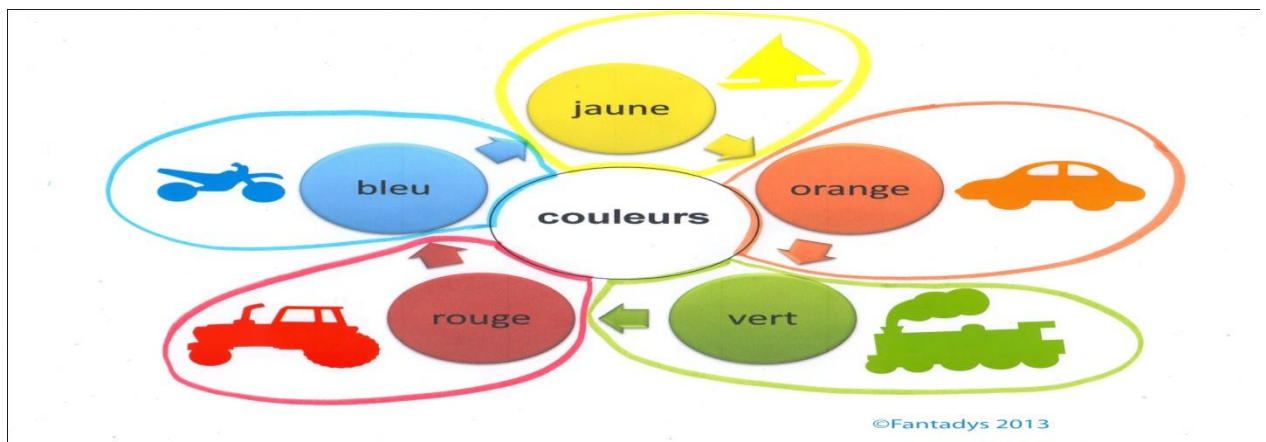 jaune
bleu
orange
couleurs
rouge
vert
©Fantadys 2013